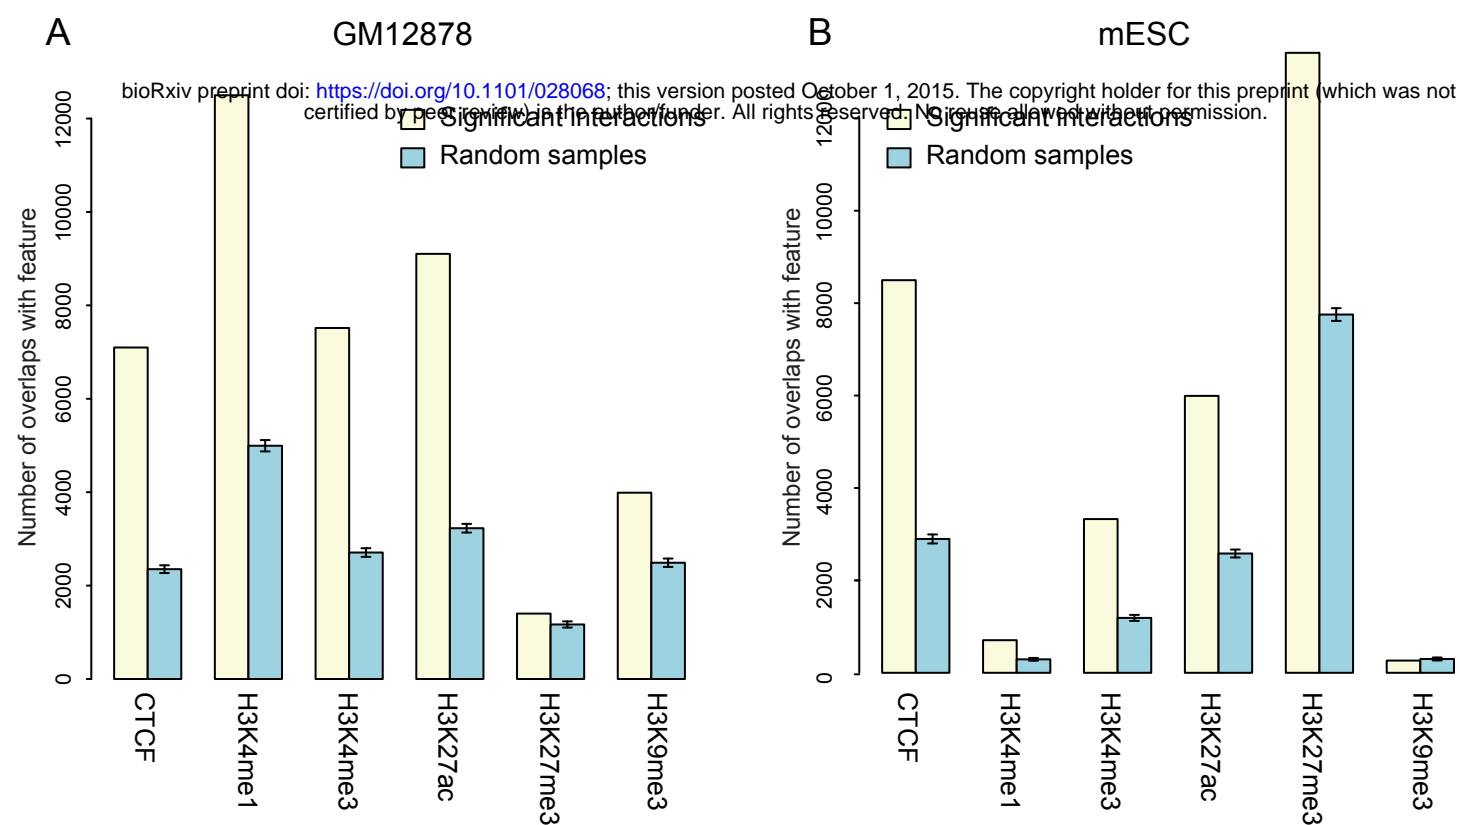 A
GM12878
B
mESC
bioRxiv preprint doi: https://doi.org/10.1101/028068; this version posted October 1, 2015. The copyright holder for this preprint (which was not
certified by peer review) is the author/funder. All rights reserved. No reuse allowed without permission.
Significant interactions
Random samples
Number of overlaps with feature
0
2000
4000
6000
8000
10000
12000
CTCF
H3K4me1
H3K4me3
H3K27ac
H3K27me3
H3K9me3
Significant interactions
Random samples
Number of overlaps with feature
0
2000
4000
6000
8000
10000
12000
CTCF
H3K4me1
H3K4me3
H3K27ac
H3K27me3
H3K9me3